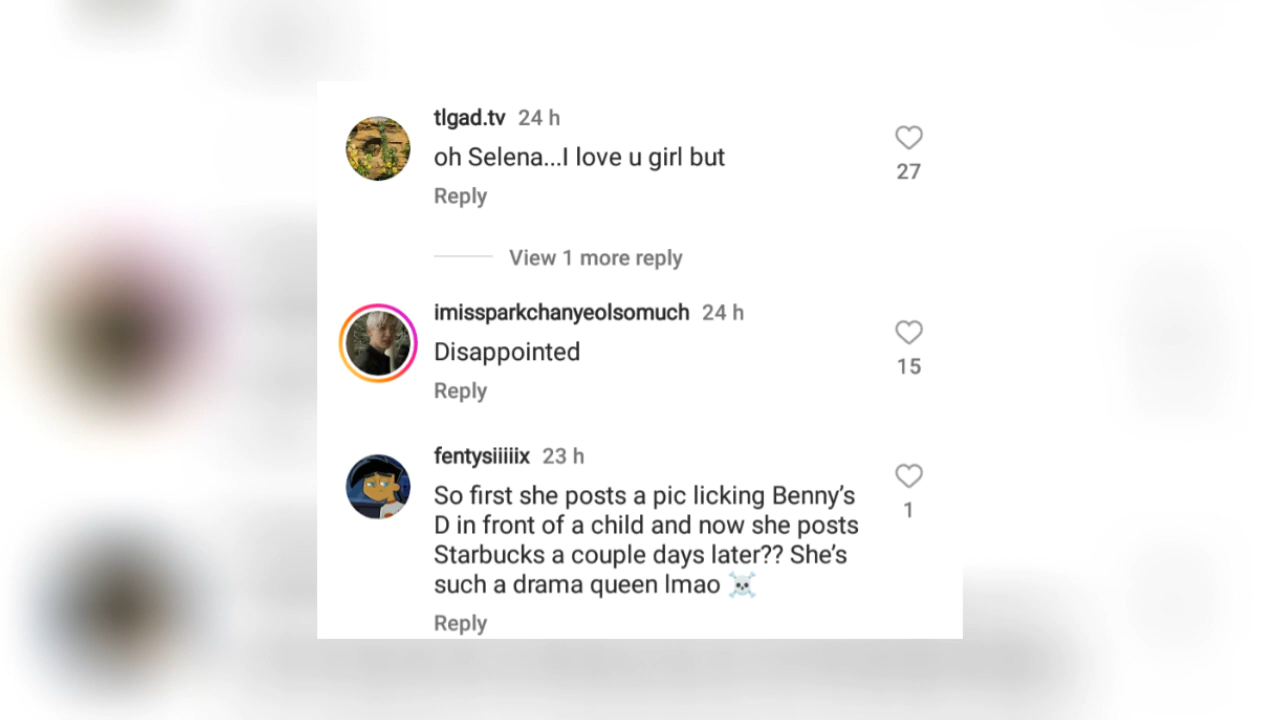 tlgad.tv 24 h
oh Selena...I love u girl but
27
Reply
View 1 more reply
imissparkchanyeolsomuch 24 h
Disappointed
15
Reply
fentysiiiiix 23 h
So first she posts a pic licking Benny's
D in front of a child and now she posts
1
Starbucks a couple days later?? She's
such a drama queen lmao ☠️
Reply